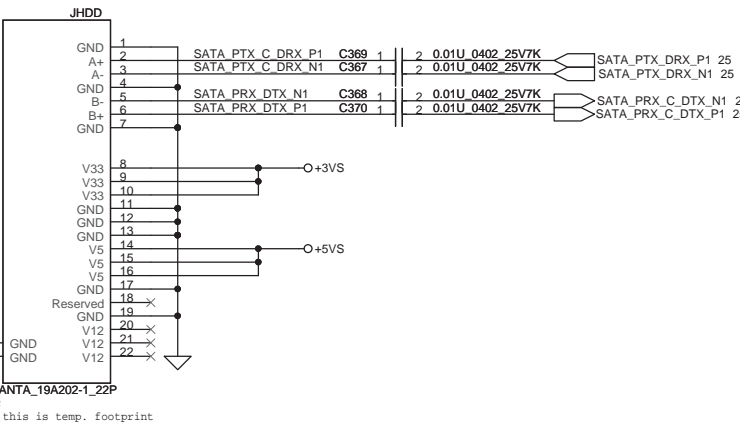 JHDD
GND 1
A+ 2 SATA_PTX_C_DRX_P1 C369 1 2 0.01U_0402_25V7K SATA_PTX_DRX_P1 25
A- 3 SATA_PTX_C_DRX_N1 C367 1 2 0.01U_0402_25V7K SATA_PTX_DRX_N1 25
GND 4
B- 5 SATA_PRX_DTX_N1 C368 1 2 0.01U_0402_25V7K SATA_PRX_C_DTX_N1 2
B+ 6 SATA_PRX_DTX_P1 C370 1 2 0.01U_0402_25V7K SATA_PRX_C_DTX_P1
GND 7
V33 8 +3VS
V33 9
V33 10
GND 11
GND 12
GND 13
V5 14 +5VS
V5 15
V5 16
GND 17
Reserved 18
GND 19
V12 20
GND V12 21
GND V12 22
ANTA_19A202-1_22P
this is temp. footprint